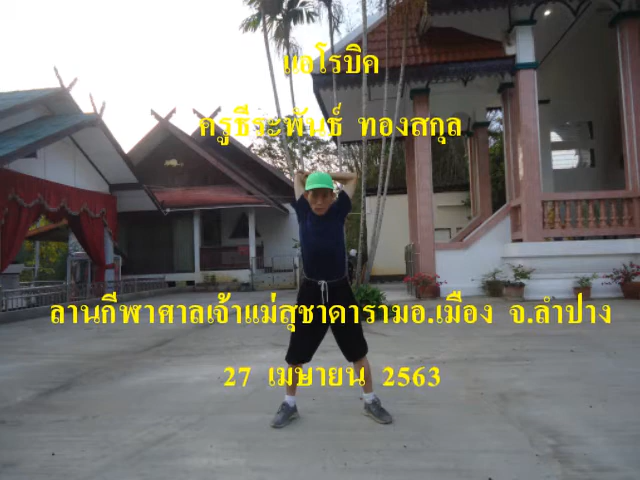 แอโรบิค
ครูธีระพันธ์ ทองสกุล
ลานกีฬาศาลเจ้าแม่สุชาดารามอ.เมือง จ.ลำปาง
27 เมษายน 2563